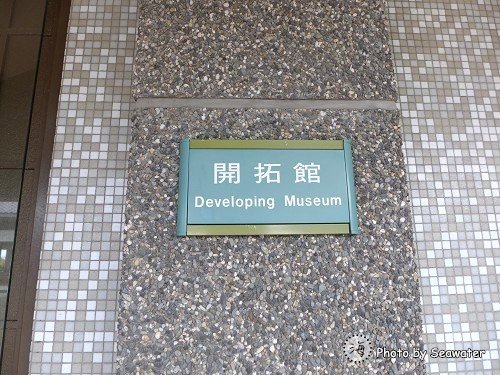 開拓館
Developing Museum
Photo by Seawater